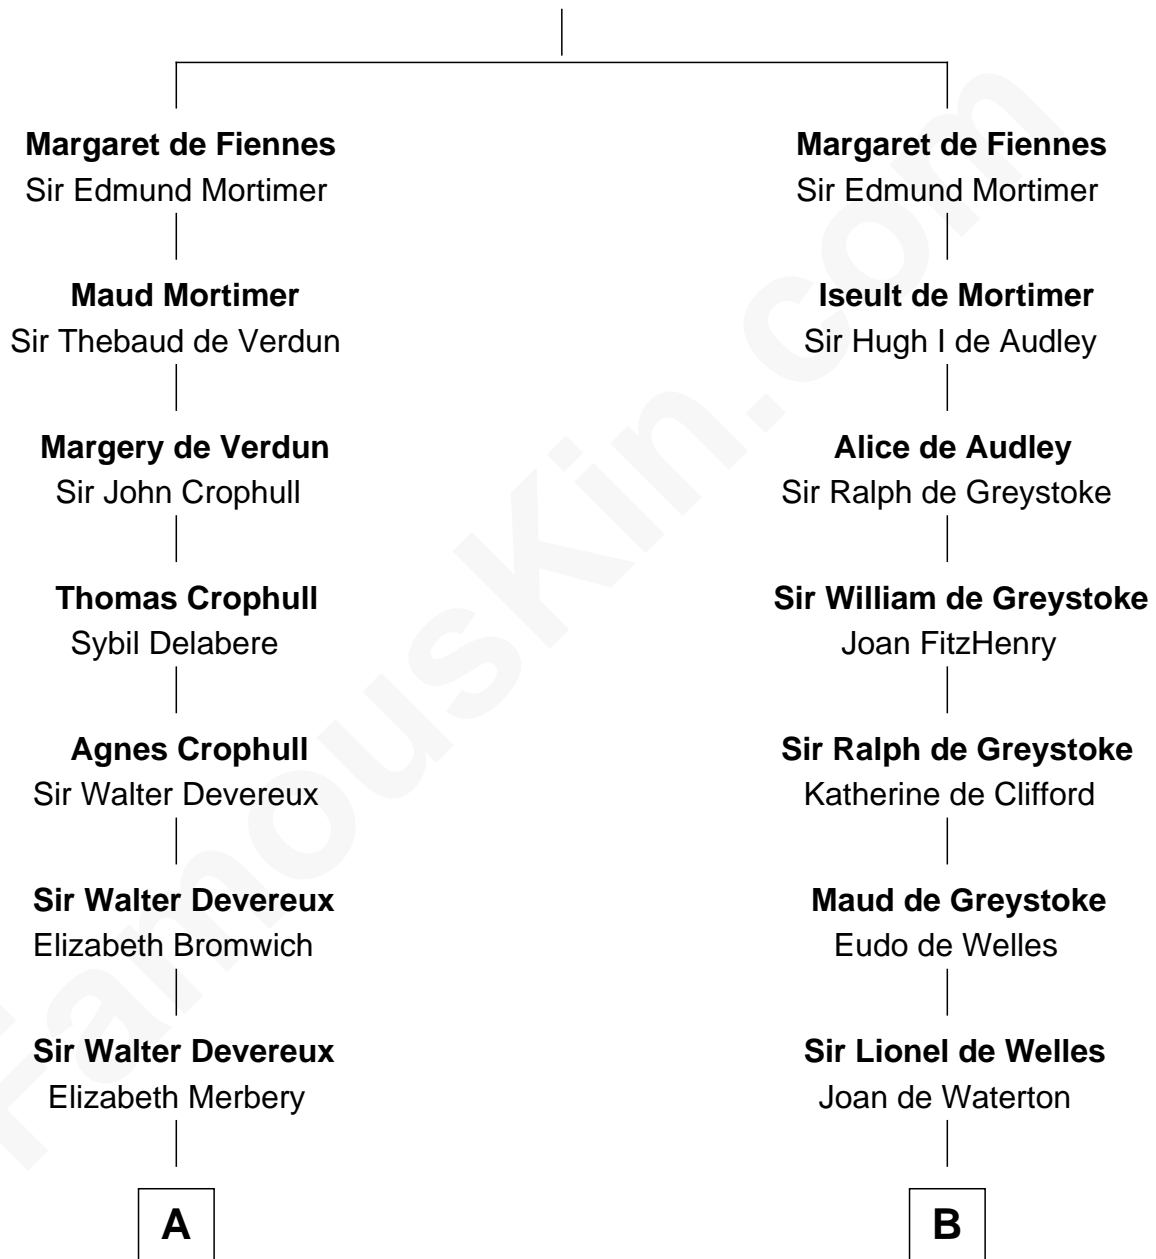 Margaret de Fiennes
Sir Edmund Mortimer
Maud Mortimer
Sir Thebaud de Verdun
Margery de Verdun
Sir John Crophull
Thomas Crophull
Sybil Delabere
Agnes Crophull
Sir Walter Devereux
Sir Walter Devereux
Elizabeth Bromwich
Sir Walter Devereux
Elizabeth Merbery
A
Margaret de Fiennes
Sir Edmund Mortimer
Iseult de Mortimer
Sir Hugh I de Audley
Alice de Audley
Sir Ralph de Greystoke
Sir William de Greystoke
Joan FitzHenry
Sir Ralph de Greystoke
Katherine de Clifford
Maud de Greystoke
Eudo de Welles
Sir Lionel de Welles
Joan de Waterton
B
FamousKin.com